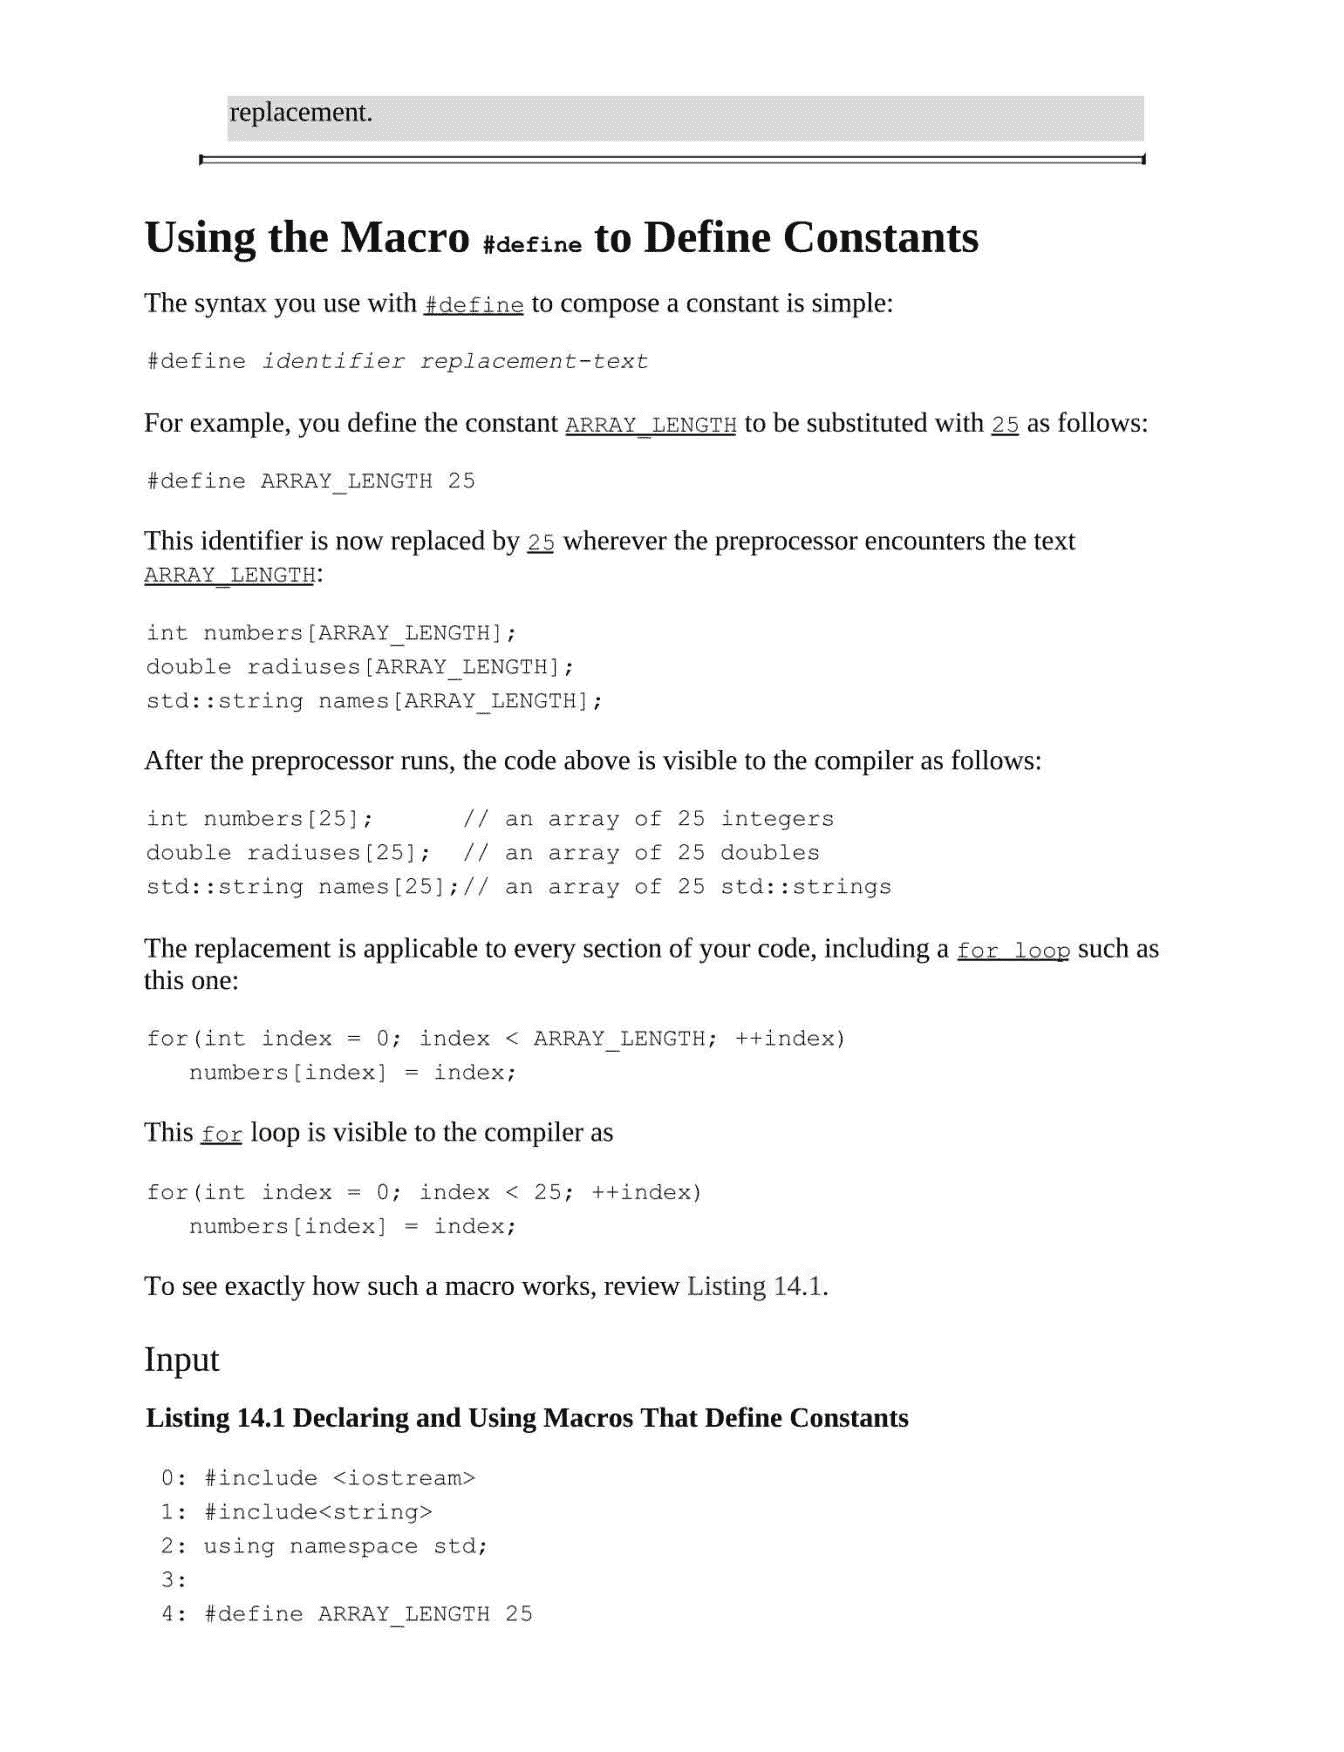 replacement.
Using the Macro #define to Define Constants
The syntax you use with #define to compose a constant is simple:
#define identifier replacement-text
For example, you define the constant ARRAY_LENGTH to be substituted with 25 as follows:
#define ARRAY_LENGTH 25
This identifier is now replaced by 25 wherever the preprocessor encounters the text
ARRAY_LENGTH:
int numbers[ARRAY_LENGTH];
double radiuses[ARRAY_LENGTH];
std::string names[ARRAY_LENGTH];
After the preprocessor runs, the code above is visible to the compiler as follows:
int numbers[25];      // an array of 25 integers
double radiuses[25];  // an array of 25 doubles
std::string names[25];// an array of 25 std::strings
The replacement is applicable to every section of your code, including a for loop such as
this one:
for(int index = 0; index < ARRAY_LENGTH; ++index)
   numbers[index] = index;
This for loop is visible to the compiler as
for(int index = 0; index < 25; ++index)
   numbers[index] = index;
To see exactly how such a macro works, review Listing 14.1.
Input
Listing 14.1 Declaring and Using Macros That Define Constants
0: #include <iostream>
1: #include<string>
2: using namespace std;
3:
4: #define ARRAY_LENGTH 25